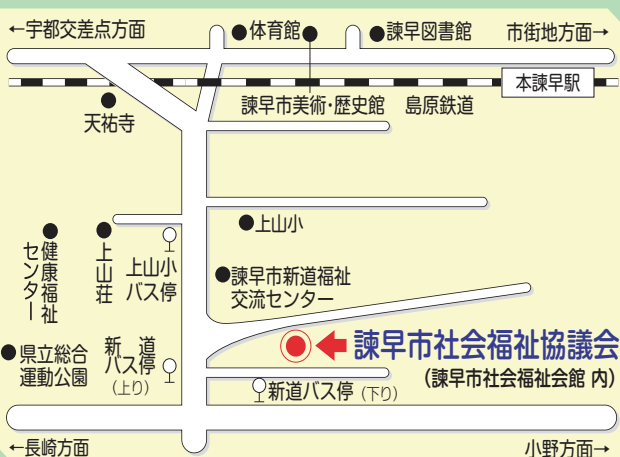 ←宇都交差点方面
体育館
諫早図書館
市街地方面→
本諫早駅
天祐寺
諫早市美術・歴史館
島原鉄道
上山小
健康福祉
センター
上山荘
上山小
バス停
諫早市新道福祉
交流センター
県立総合
運動公園
新道
バス停
(上り)
諫早市社会福祉協議会
(諫早市社会福祉会館 内)
新道バス停 (下り)
←長崎方面
小野方面→